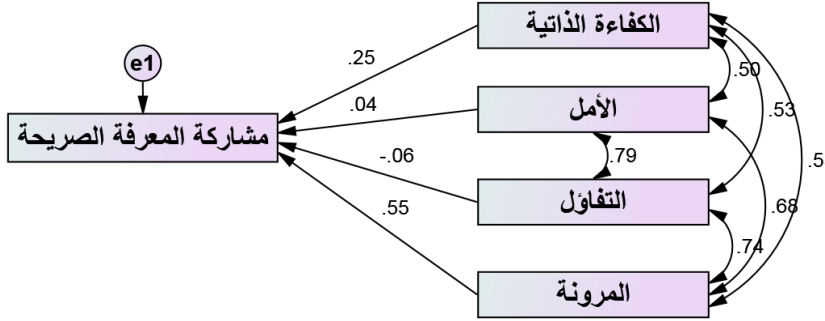 الكفاءة الذاتية
.25
e1
.50
.04
الأمل
.53
مشاركة المعرفة الصريحة
.5
-.06
.79
.68
التفاؤل
.55
.74
المرونة